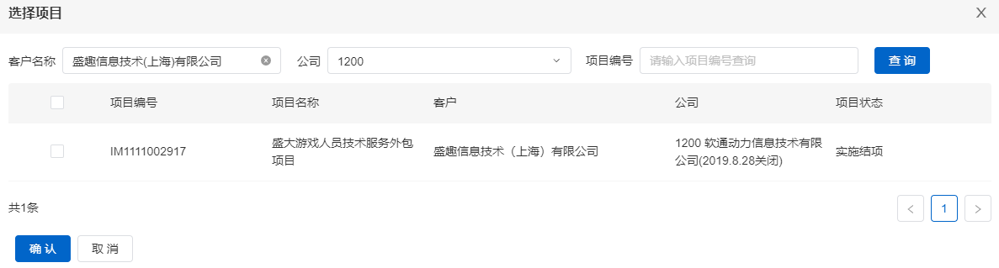 选择项目
X
客户名称 盛趣信息技术(上海)有限公司 公司 1200 项目编号 请输入项目编号查询 查 询
项目编号 项目名称 客户 公司 项目状态
IM1111002917 盛大游戏人员技术服务外包项目 盛趣信息技术（上海）有限公司 1200 软通动力信息技术有限公司(2019.8.28关闭) 实施结项
共1条 < 1 >
确 认 取 消